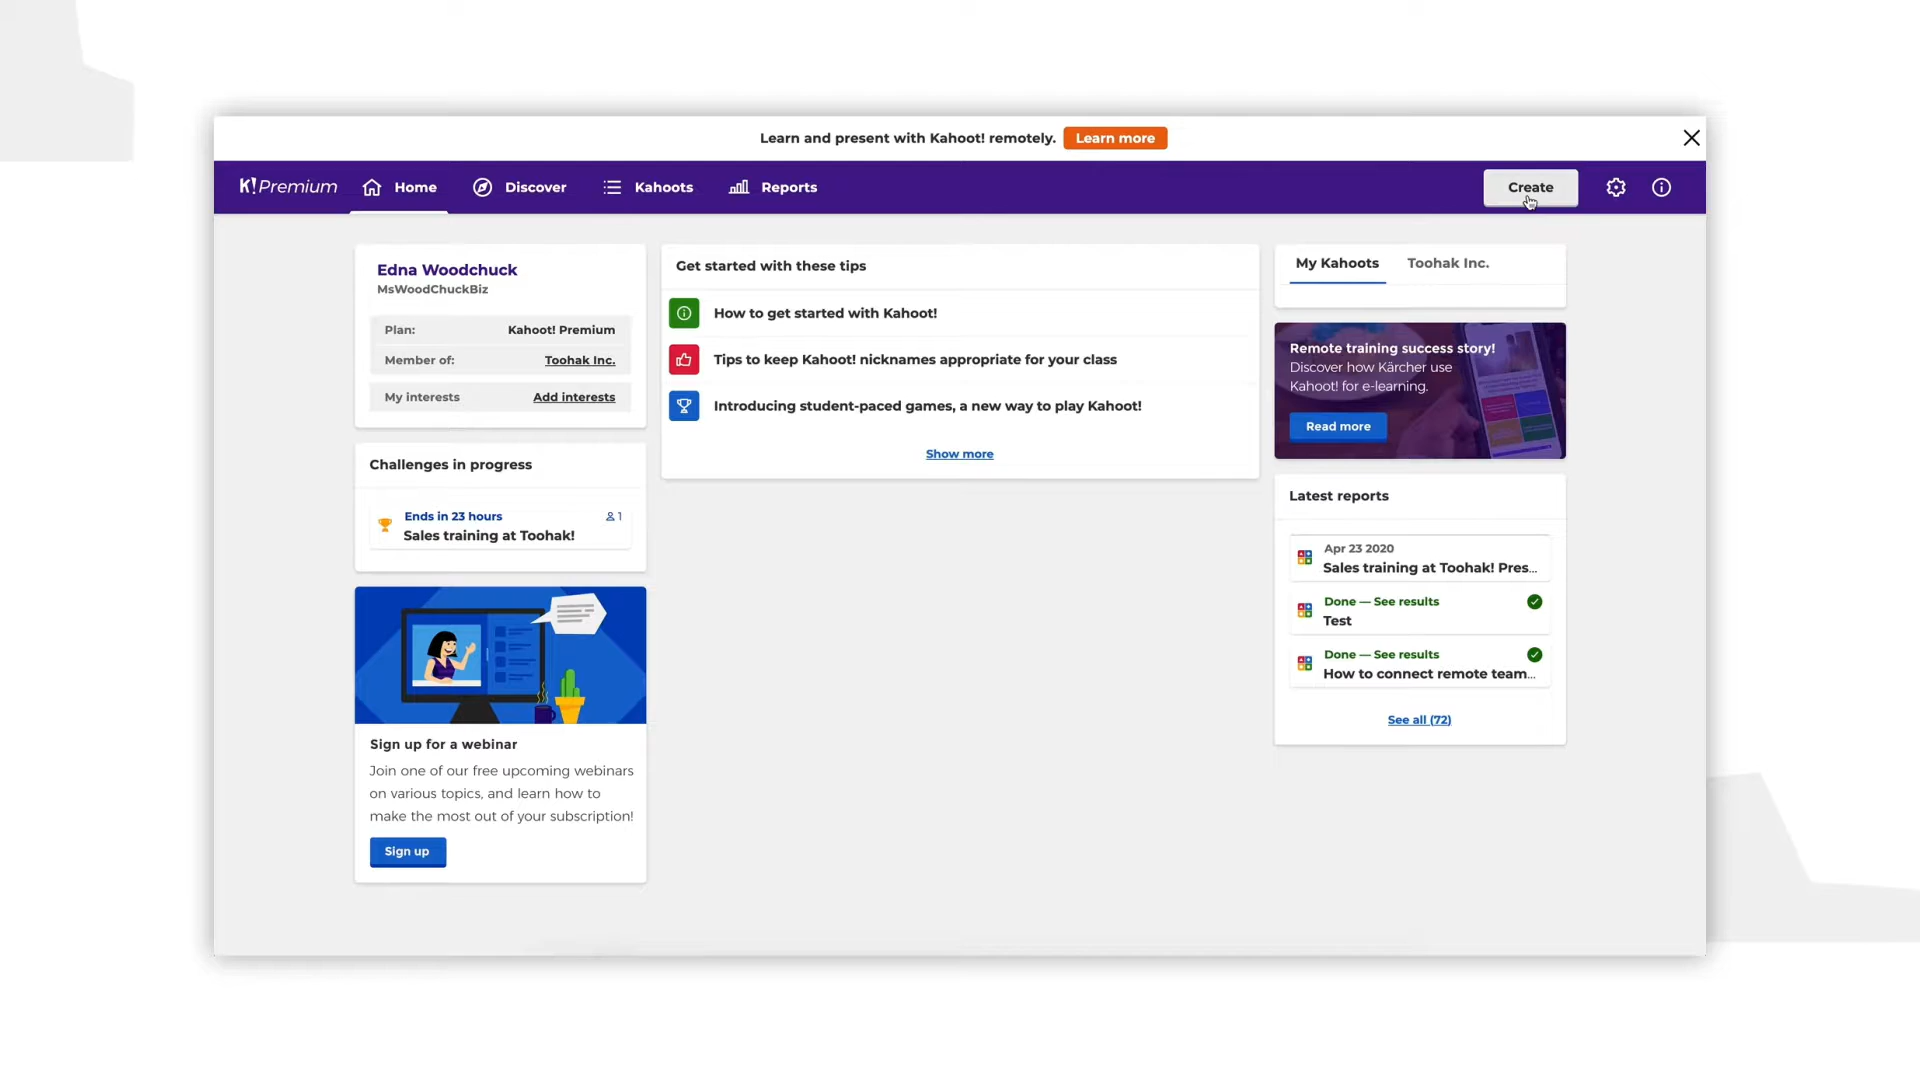 Learn and present with Kahoot! remotely. Learn more
K! Premium Home Discover Kahoots Reports Create
Edna Woodchuck
MsWoodChuckBiz
Plan: Kahoot! Premium
Member of: Toohak Inc.
My interests Add interests
Challenges in progress
Ends in 23 hours 1
Sales training at Toohak!
Sign up for a webinar
Join one of our free upcoming webinars
on various topics, and learn how to
make the most out of your subscription!
Sign up
Get started with these tips
How to get started with Kahoot!
Tips to keep Kahoot! nicknames appropriate for your class
Introducing student-paced games, a new way to play Kahoot!
Show more
My Kahoots Toohak Inc.
Remote training success story!
Discover how Kärcher use
Kahoot! for e-learning.
Read more
Latest reports
Apr 23 2020
Sales training at Toohak! Pres...
Done — See results
Test
Done — See results
How to connect remote team...
See all (72)